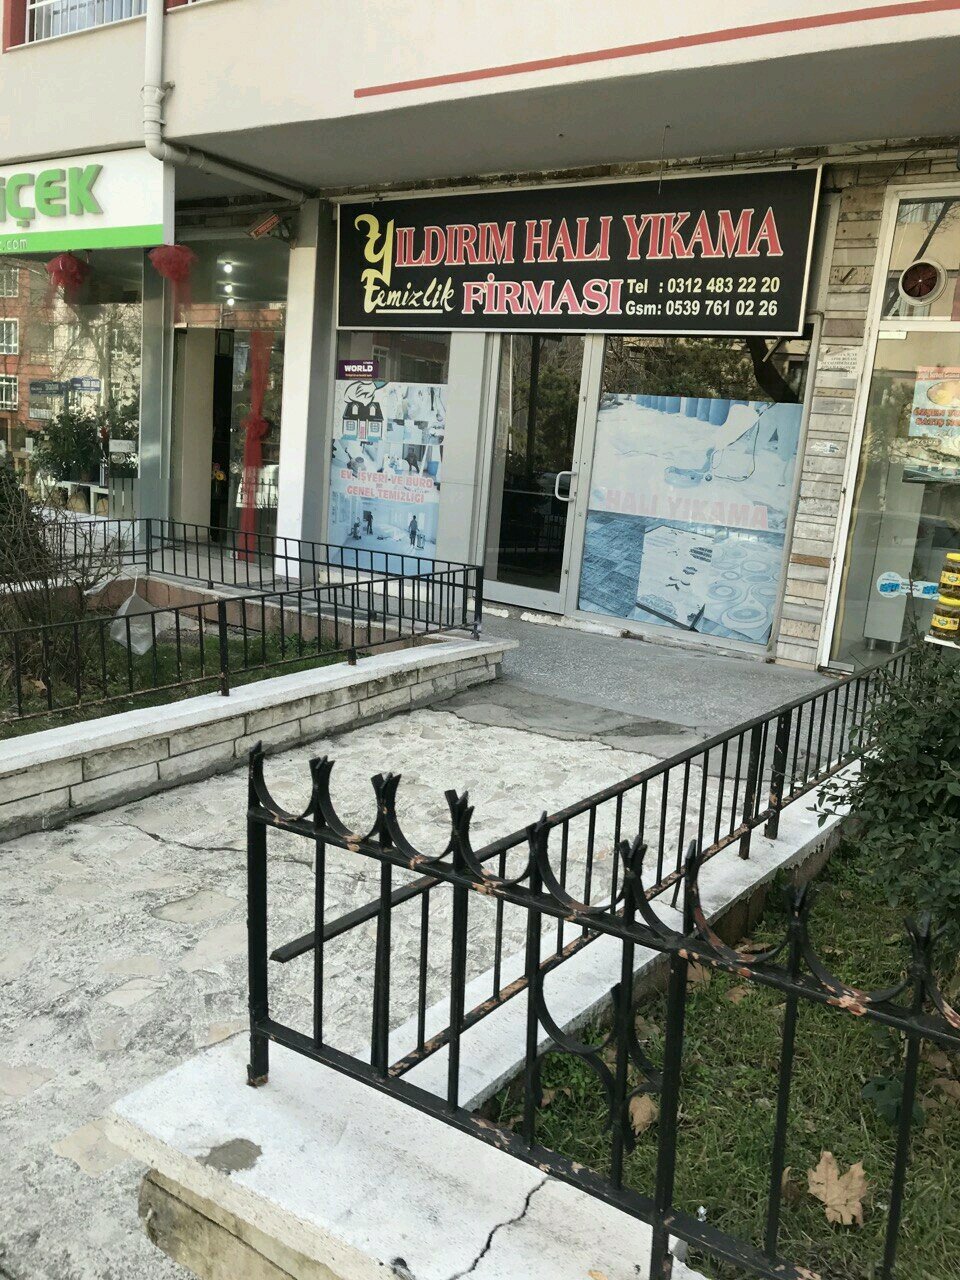 İÇEK
.com
YILDIRIM HALI YIKAMA
Temizlik FİRMASI
Tel : 0312 483 22 20
Gsm: 0539 761 02 26
WORLD
EV İŞYERİ VE BÜRO
GENEL TEMİZLİĞİ
HALI YIKAMA